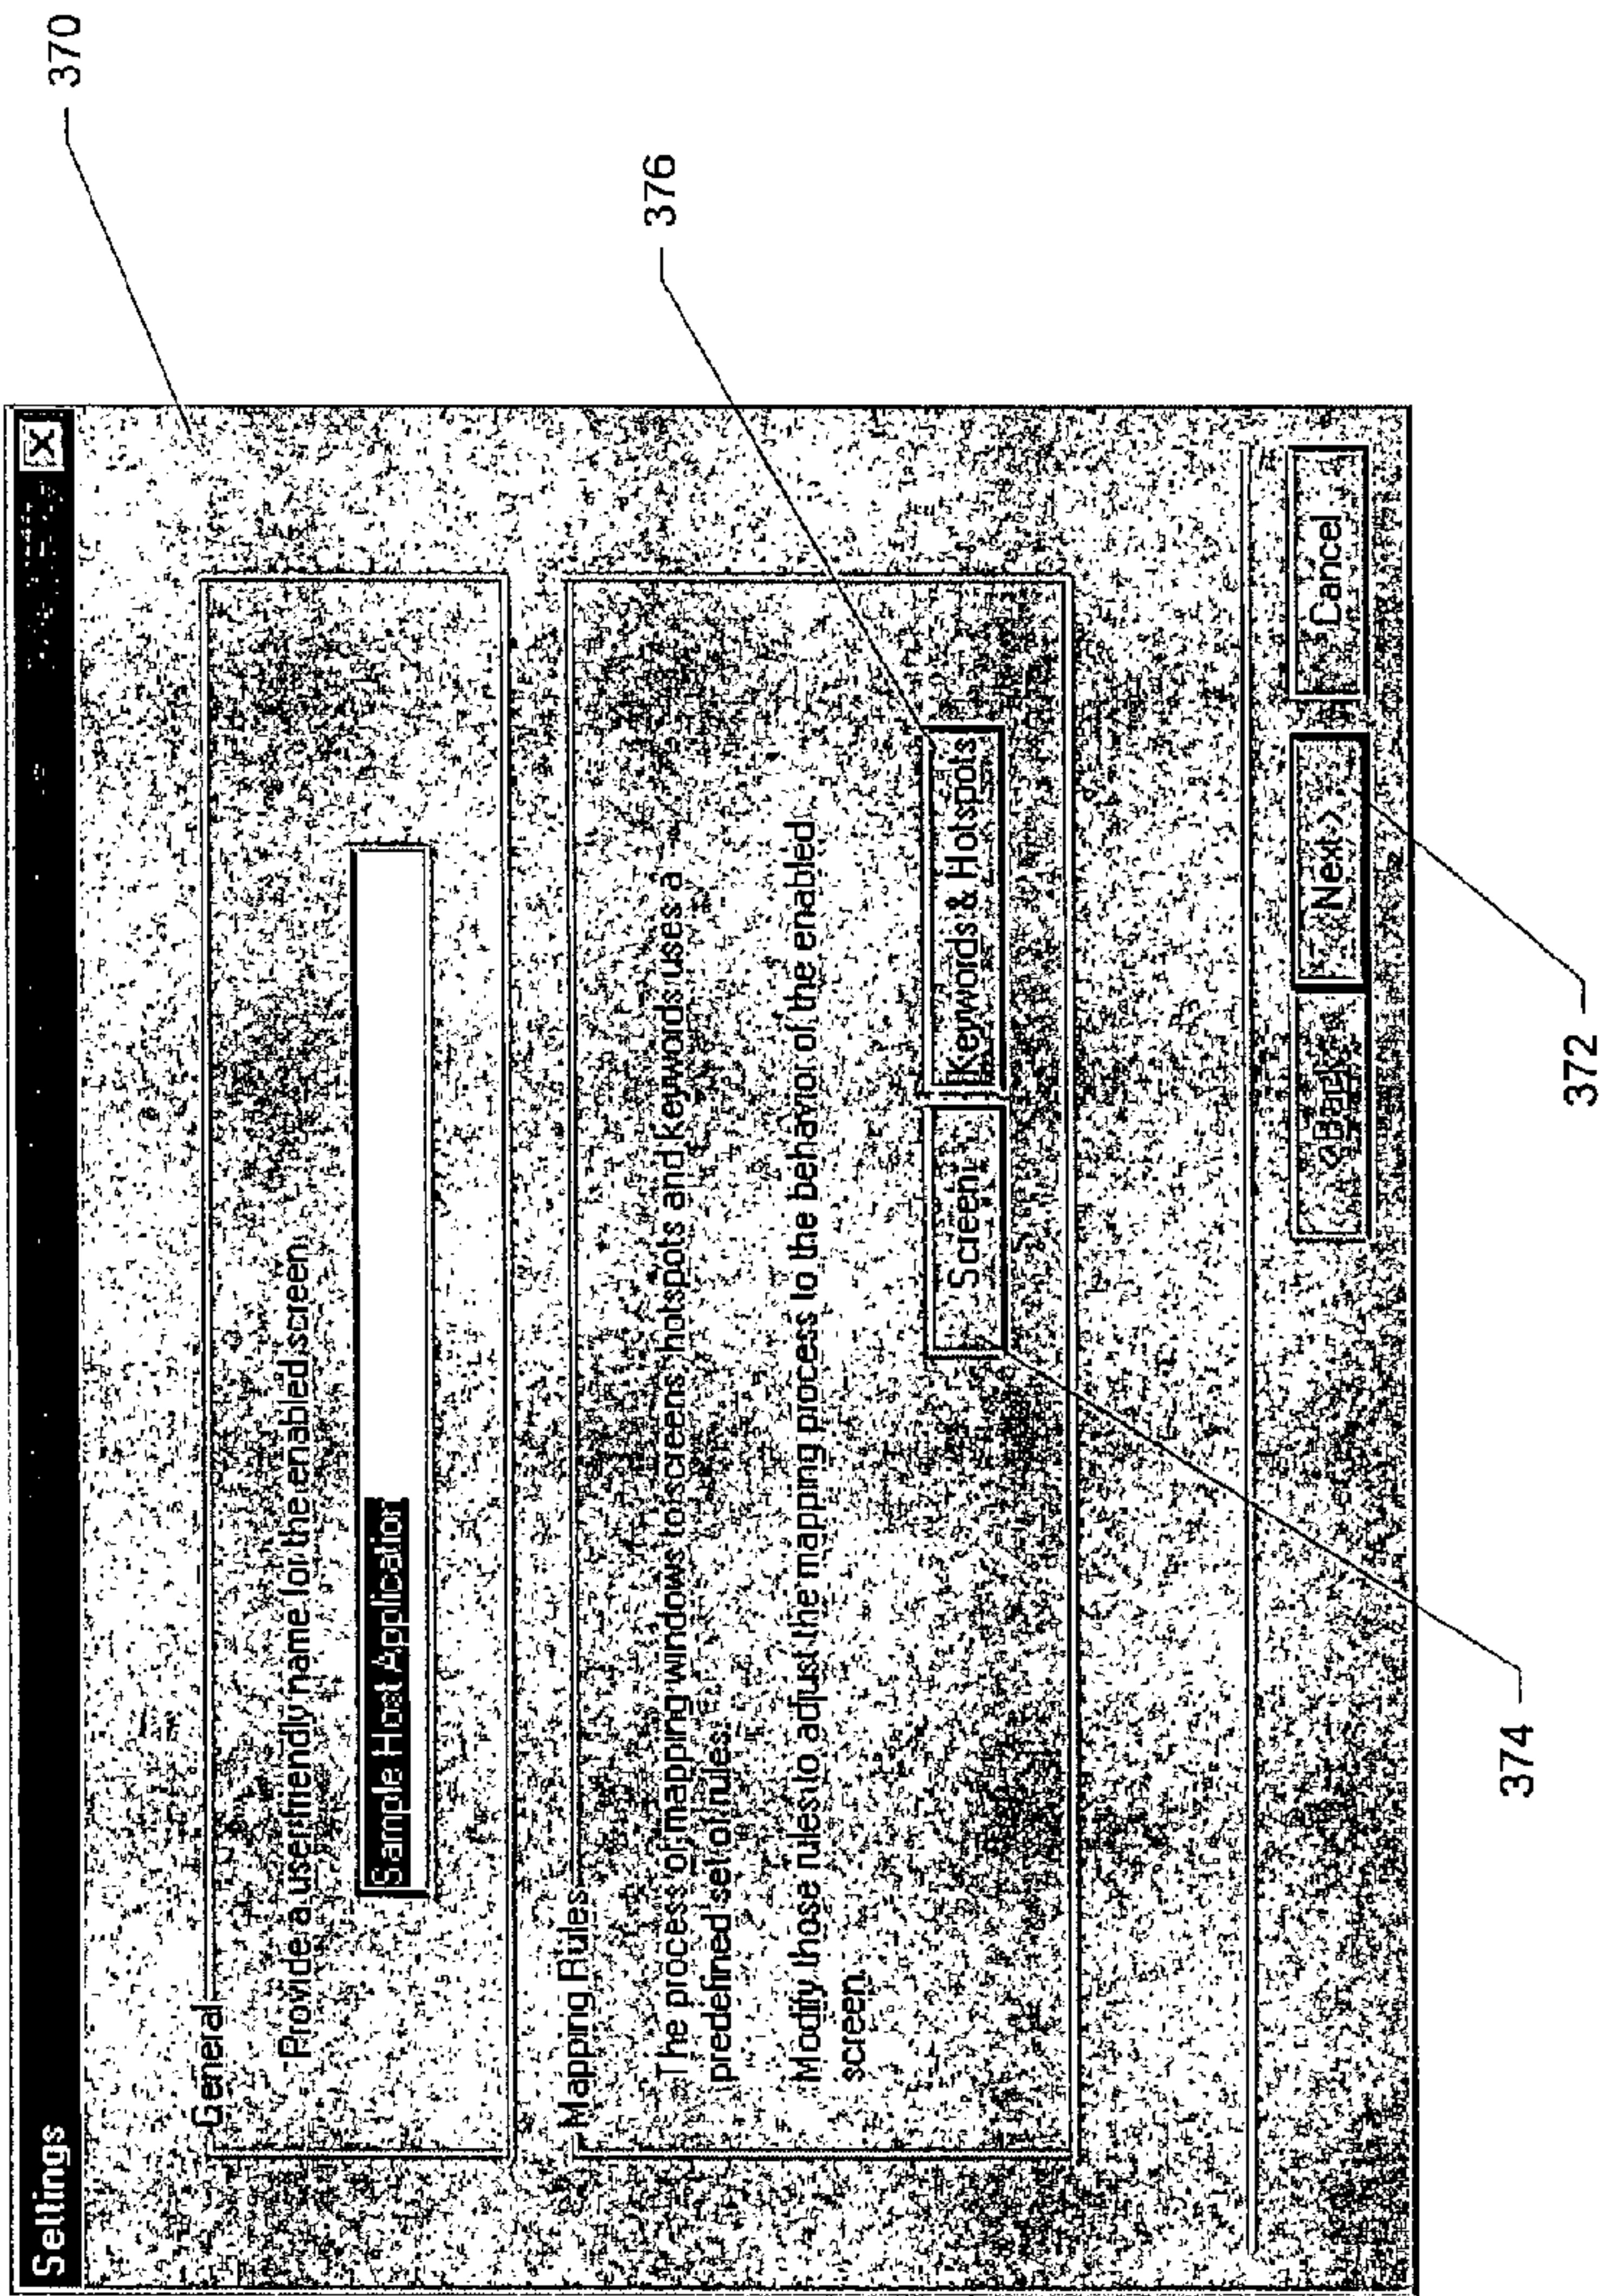 Settings
General
Provide a user friendly name for the enabled screen.
Sample Host Application
Mapping Rules
The process of mapping windows to screens, hotspots and keywords uses a
predefined set of rules.
Modify those rules to adjust the mapping process to the behavior of the enabled
screen.
Screen
Keywords & Hotspots
< Back
Next >
Cancel
370
376
372
374